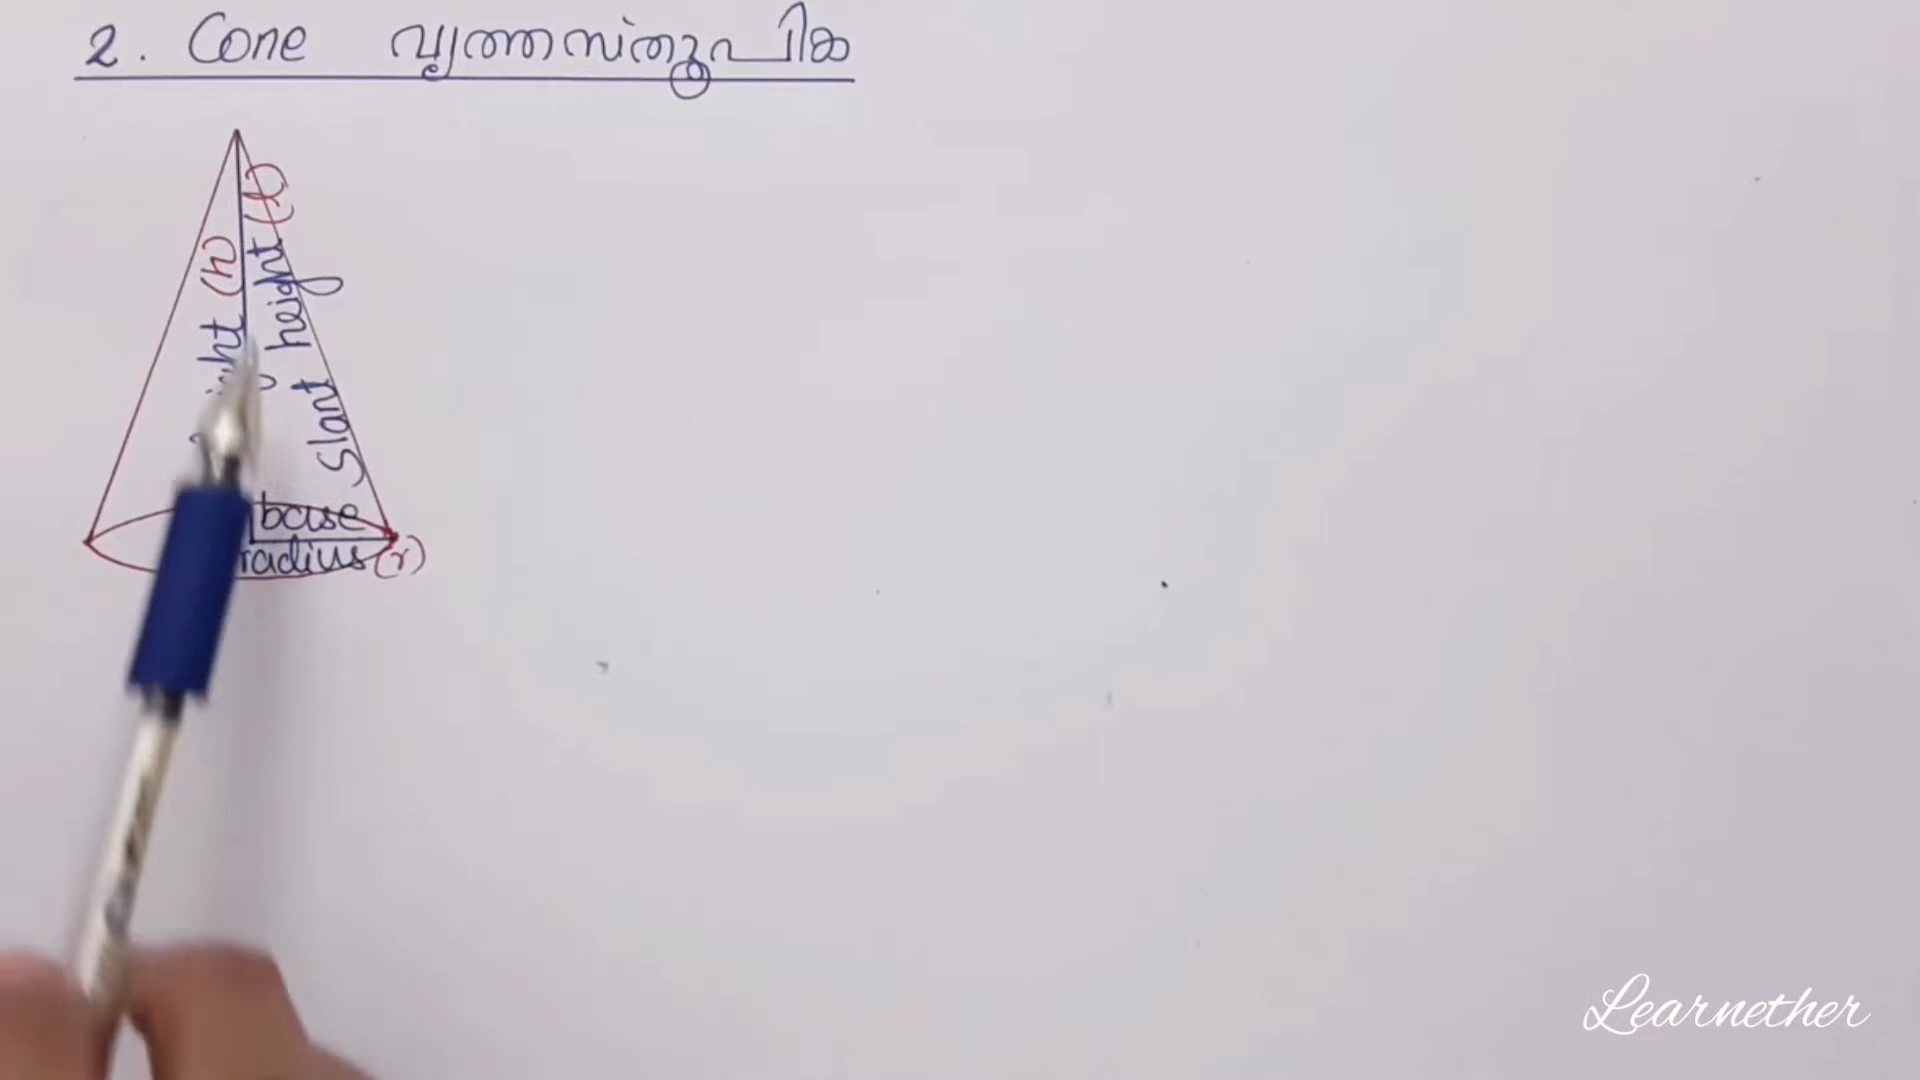 2. Cone വൃത്തസ്തൂപിക
(h)
Slant height (l)
base
radius (r)
Learnether